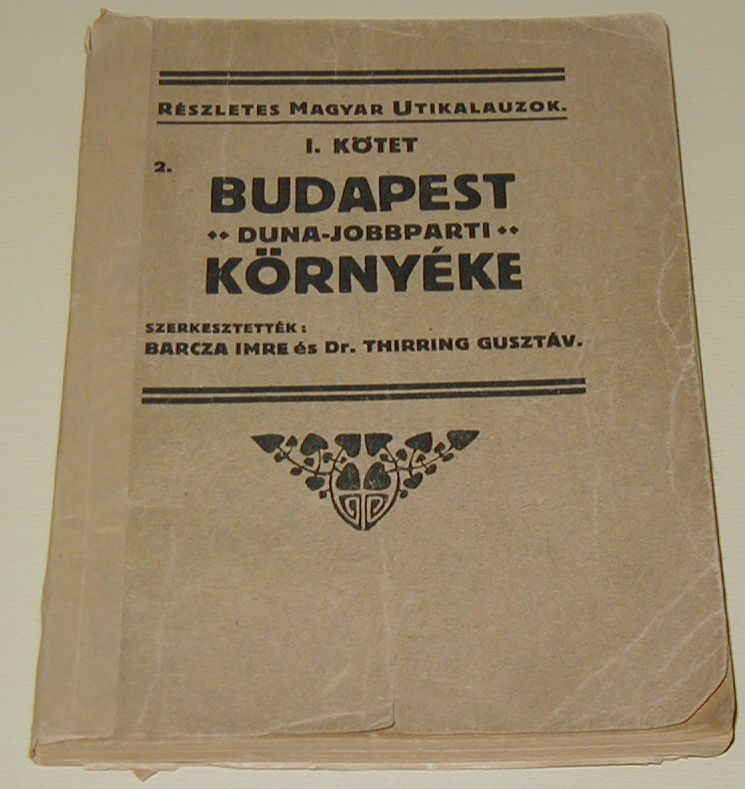 RÉSZLETES MAGYAR UTIKALAUZOK.
I. KÖTET
2.
BUDAPEST
DUNA-JOBBPARTI
KÖRNYÉKE
SZERKESZTETTÉK:
BARCZA IMRE és Dr. THIRRING GUSZTÁV.